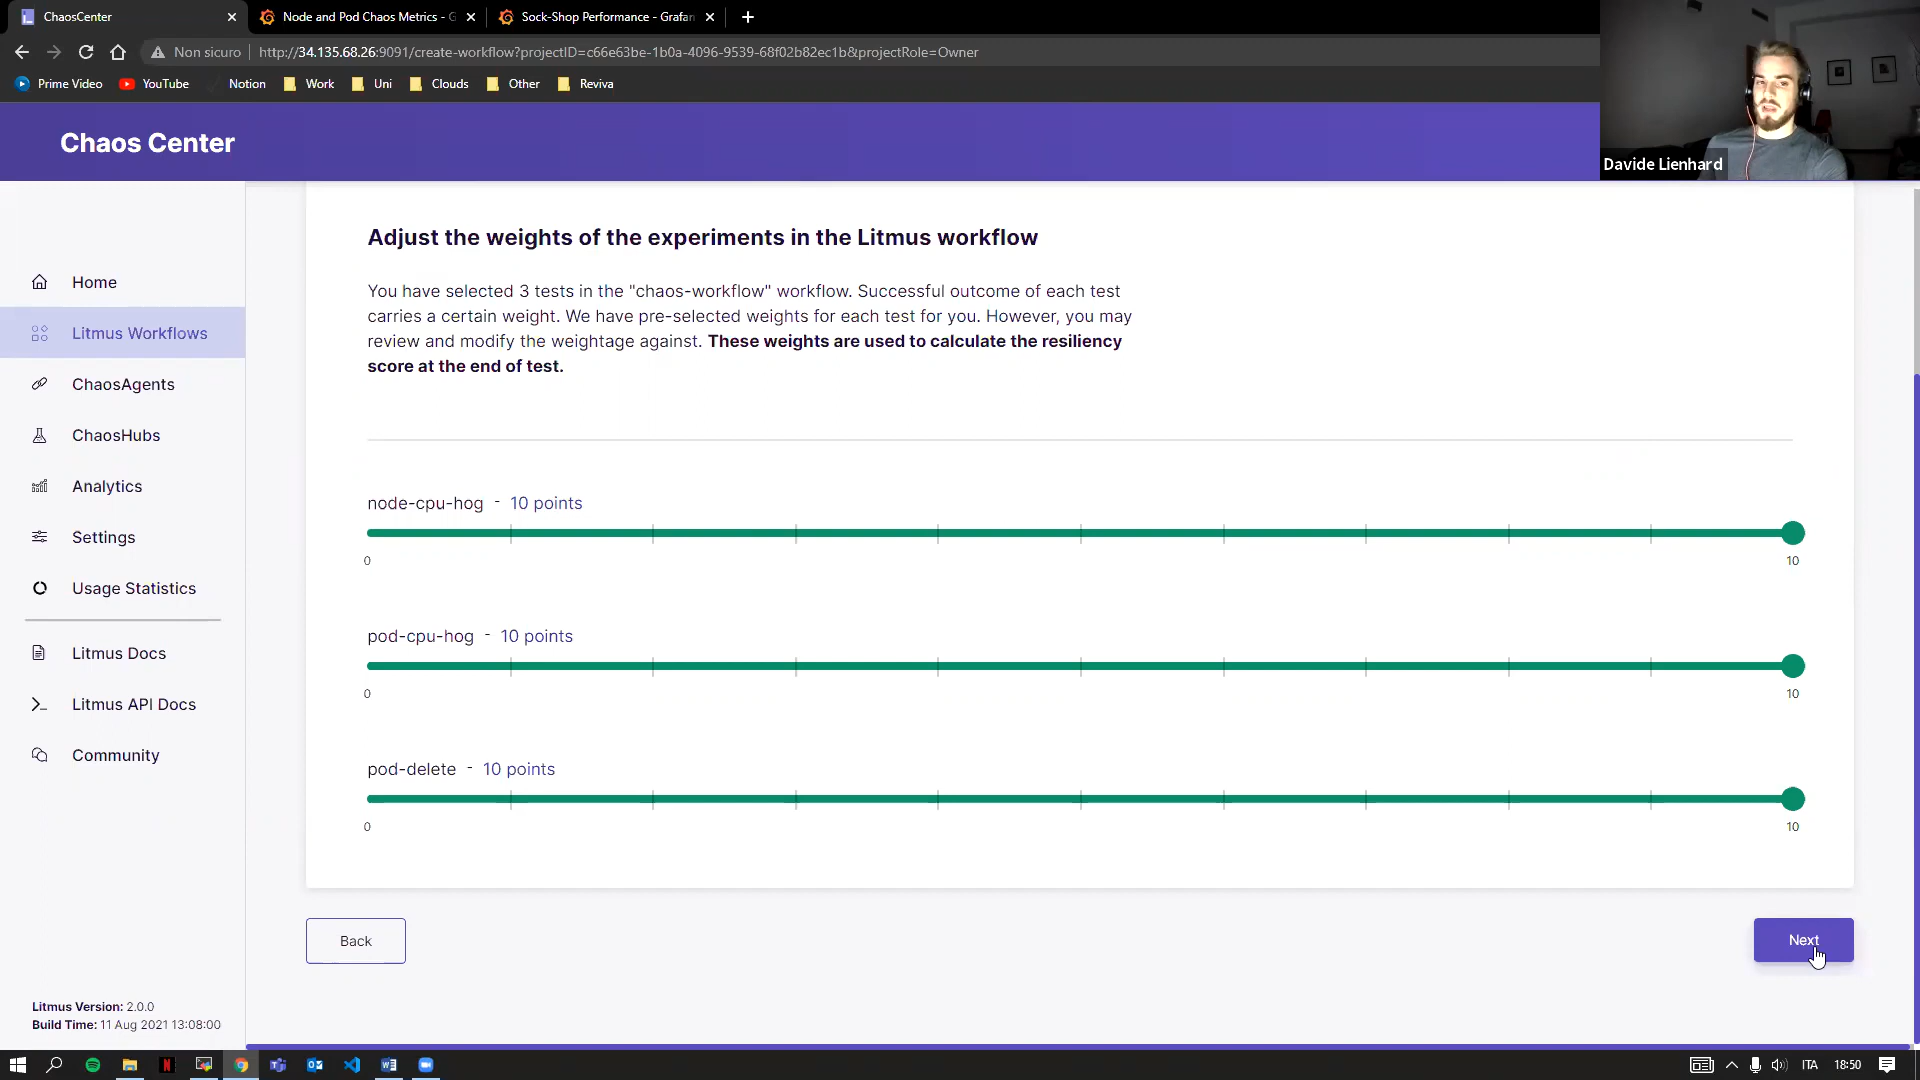 ChaosCenter
Node and Pod Chaos Metrics - G
Sock-Shop Performance - Grafan
Non sicuro
http://34.135.68.26:9091/create-workflow?projectID=c66e63be-1b0a-4096-9539-68f02b82ec1b&projectRole=Owner
Prime Video
YouTube
Notion
Work
Uni
Clouds
Other
Reviva
Chaos Center
Davide Lienhard
Home
Litmus Workflows
ChaosAgents
ChaosHubs
Analytics
Settings
Usage Statistics
Litmus Docs
Litmus API Docs
Community
Litmus Version: 2.0.0
Build Time: 11 Aug 2021 13:08:00
Adjust the weights of the experiments in the Litmus workflow
You have selected 3 tests in the "chaos-workflow" workflow. Successful outcome of each test
carries a certain weight. We have pre-selected weights for each test for you. However, you may
review and modify the weightage against. These weights are used to calculate the resiliency
score at the end of test.
node-cpu-hog - 10 points
0 10
pod-cpu-hog - 10 points
0 10
pod-delete - 10 points
0 10
Back
Next
ITA
18:50